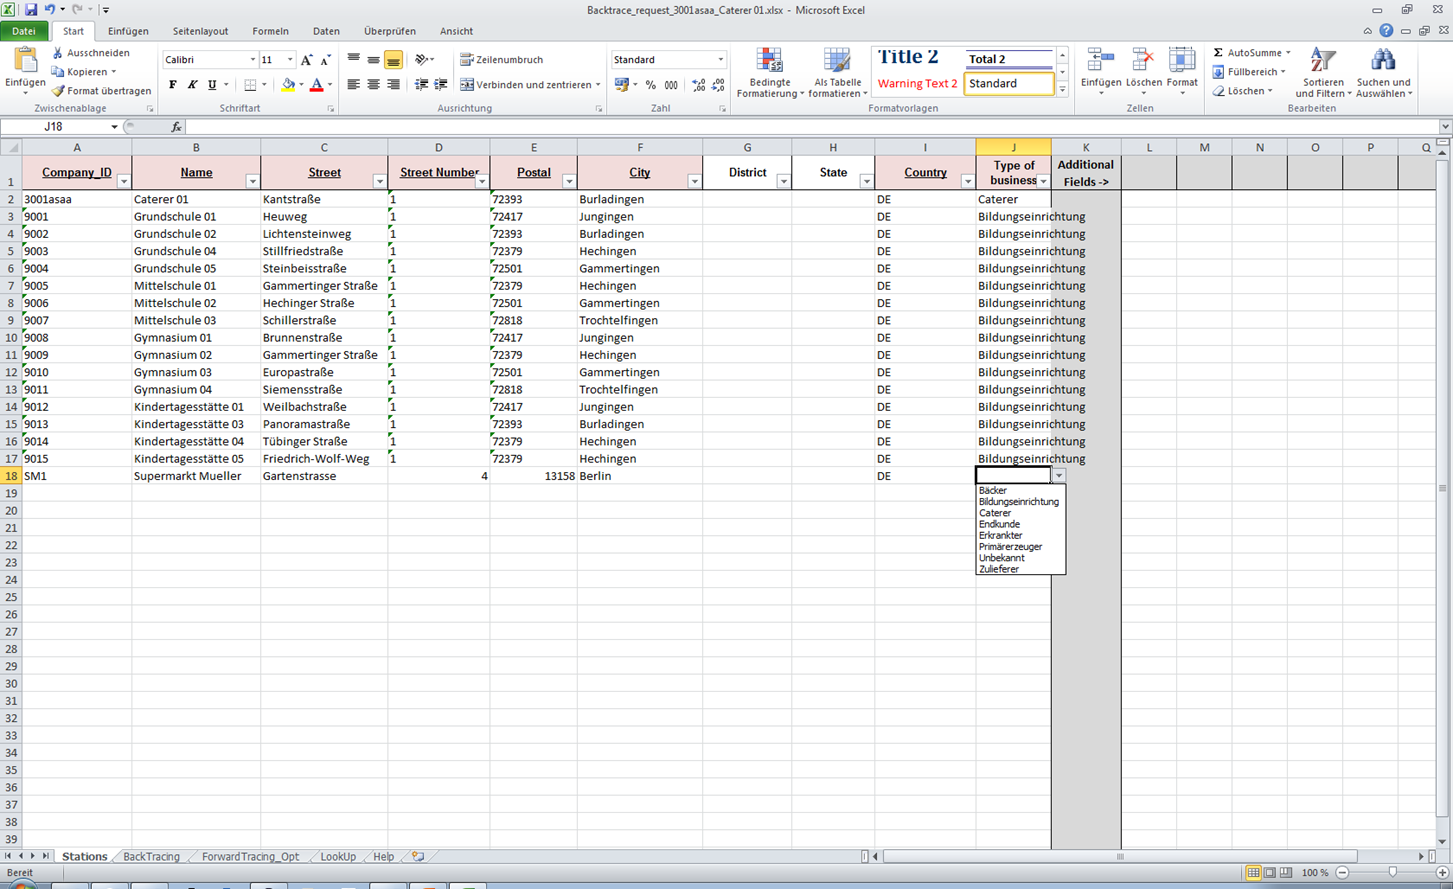 Backtrace_request_3001asaa_Caterer 01.xlsx - Microsoft Excel
Datei Start Einfügen Seitenlayout Formeln Daten Überprüfen Ansicht
Einfügen
Ausschneiden
Kopieren
Format übertragen
Zwischenablage
Calibri 11
F K U
Schriftart
Zeilenumbruch
Verbinden und zentrieren
Ausrichtung
Standard
% 000
Zahl
Bedingte Formatierung
Als Tabelle formatieren
Title 2 Total 2
Warning Text 2 Standard
Formatvorlagen
Einfügen Löschen Format
Zellen
Σ AutoSumme
Füllbereich
Löschen
Sortieren und Filtern
Suchen und Auswählen
Bearbeiten
J18 fx
A B C D E F G H I J K L M N O P Q
1 Company_ID Name Street Street Number Postal City District State Country Type of business Additional Fields ->
2 3001asaa Caterer 01 Kantstraße 1 72393 Burladingen DE Caterer
3 9001 Grundschule 01 Heuweg 1 72417 Jungingen DE Bildungseinrichtung
4 9002 Grundschule 02 Lichtensteinweg 1 72393 Burladingen DE Bildungseinrichtung
5 9003 Grundschule 04 Stillfriedstraße 1 72379 Hechingen DE Bildungseinrichtung
6 9004 Grundschule 05 Steinbeisstraße 1 72501 Gammertingen DE Bildungseinrichtung
7 9005 Mittelschule 01 Gammertinger Straße 1 72379 Hechingen DE Bildungseinrichtung
8 9006 Mittelschule 02 Hechinger Straße 1 72501 Gammertingen DE Bildungseinrichtung
9 9007 Mittelschule 03 Schillerstraße 1 72818 Trochtelfingen DE Bildungseinrichtung
10 9008 Gymnasium 01 Brunnenstraße 1 72417 Jungingen DE Bildungseinrichtung
11 9009 Gymnasium 02 Gammertinger Straße 1 72379 Hechingen DE Bildungseinrichtung
12 9010 Gymnasium 03 Europastraße 1 72501 Gammertingen DE Bildungseinrichtung
13 9011 Gymnasium 04 Siemensstraße 1 72818 Trochtelfingen DE Bildungseinrichtung
14 9012 Kindertagesstätte 01 Weilbachstraße 1 72417 Jungingen DE Bildungseinrichtung
15 9013 Kindertagesstätte 03 Panoramastraße 1 72393 Burladingen DE Bildungseinrichtung
16 9014 Kindertagesstätte 04 Tübinger Straße 1 72379 Hechingen DE Bildungseinrichtung
17 9015 Kindertagesstätte 05 Friedrich-Wolf-Weg 1 72379 Hechingen DE Bildungseinrichtung
18 SM1 Supermarkt Mueller Gartenstrasse 4 13158 Berlin DE
Bäcker
Bildungseinrichtung
Caterer
Endkunde
Erkrankter
Primärerzeuger
Unbekannt
Zulieferer
19
20
21
22
23
24
25
26
27
28
29
30
31
32
33
34
35
36
37
38
39
Stations BackTracing ForwardTracing_Opt LookUp Help
Bereit 100 %